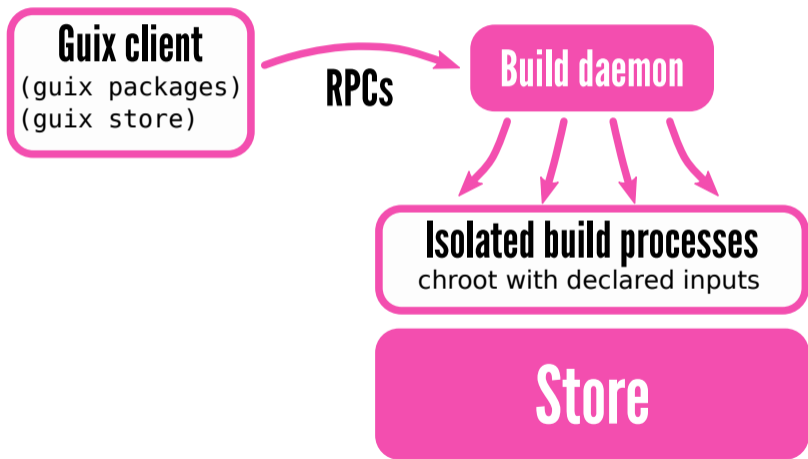 Guix client
(guix packages)
(guix store)
RPCs
Build daemon
Isolated build processes
chroot with declared inputs
Store